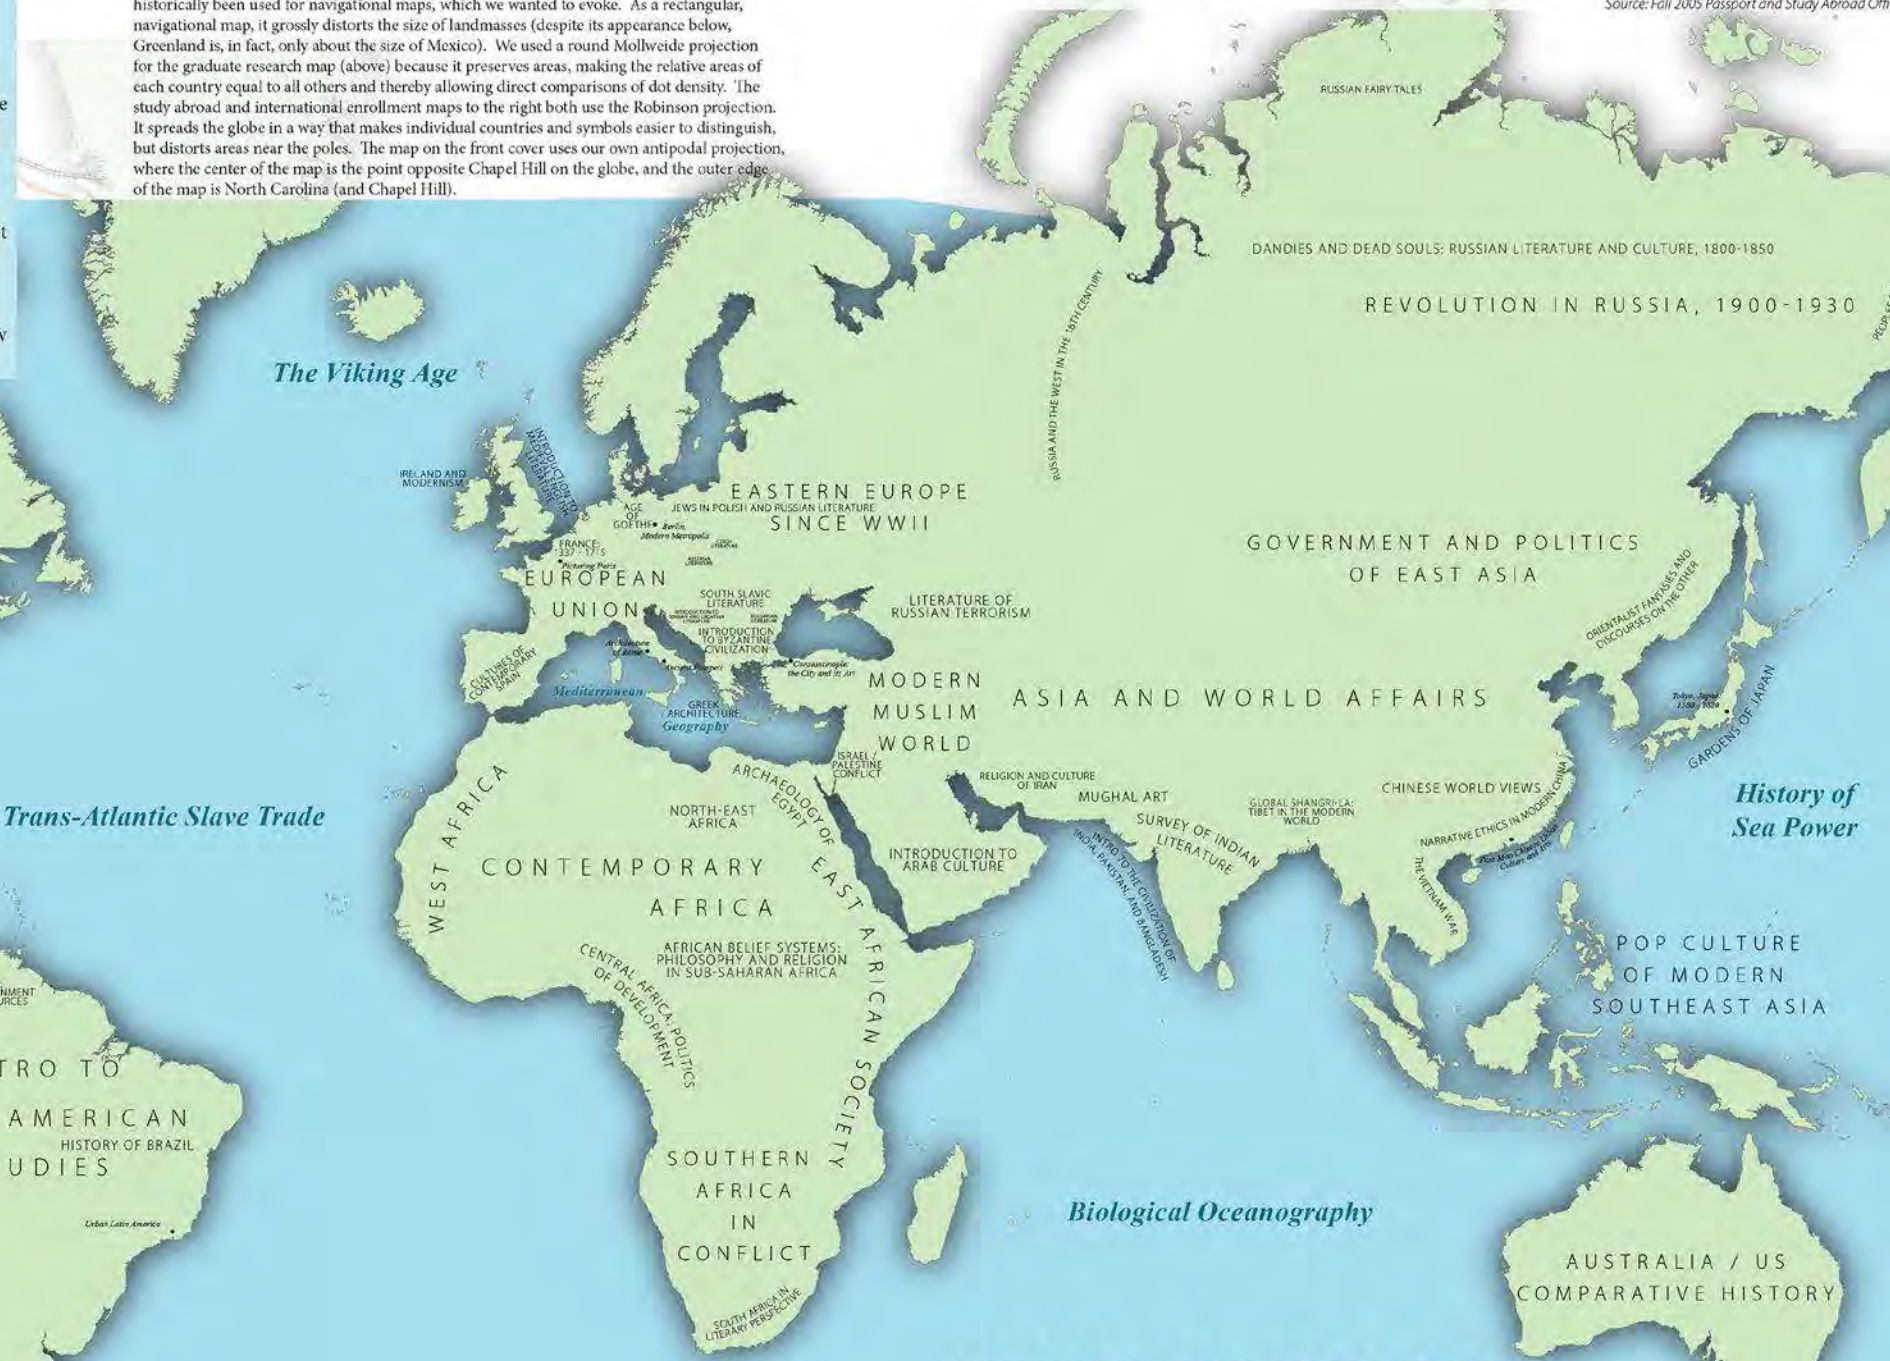 historically been used for navigational maps, which we wanted to evoke. As a rectangular,
navigational map, it grossly distorts the size of landmasses (despite its appearance below,
Greenland is, in fact, only about the size of Mexico). We used a round Mollweide projection
for the graduate research map (above) because it preserves areas, making the relative areas of
each country equal to all others and thereby allowing direct comparisons of dot density. The
study abroad and international enrollment maps to the right both use the Robinson projection.
It spreads the globe in a way that makes individual countries and symbols easier to distinguish,
but distorts areas near the poles. The map on the front cover uses our own antipodal projection,
where the center of the map is the point opposite Chapel Hill on the globe, and the outer edge
of the map is North Carolina (and Chapel Hill).
Source: Fall 2005 Passport and Study Abroad Offi
RUSSIAN FAIRY TALES
DANDIES AND DEAD SOULS: RUSSIAN LITERATURE AND CULTURE, 1800-1850
REVOLUTION IN RUSSIA, 1900-1930
RUSSIA AND THE WEST IN THE 18TH CENTURY
The Viking Age
IRELAND AND
MODERNISM
INTRODUCTION TO
MEDIEVAL ENGLISH
LITERATURE
EASTERN EUROPE
SINCE WWII
JEWS IN POLISH AND RUSSIAN LITERATURE
AGE
OF
GOETHE
Berlin,
Modern Metropolis
FRANCE:
1337 - 1715
Picturing Paris
EUROPEAN
UNION
SOUTH SLAVIC
LITERATURE
INTRODUCTION
TO BYZANTINE
CIVILIZATION
Architecture
of Rome
Ancient Pompeii
Constantinople:
the City and its Art
CULTURES OF
CONTEMPORARY
SPAIN
Mediterranean
Geography
GREEK
ARCHITECTURE
LITERATURE OF
RUSSIAN TERRORISM
MODERN
MUSLIM
WORLD
GOVERNMENT AND POLITICS
OF EAST ASIA
ASIA AND WORLD AFFAIRS
ORIENTALIST FANTASIES AND
DISCOURSES ON THE OTHER
Tokyo, Japan:
GARDENS OF JAPAN
ISRAEL /
PALESTINE
CONFLICT
RELIGION AND CULTURE
OF IRAN
MUGHAL ART
GLOBAL SHANGRI-LA:
TIBET IN THE MODERN
WORLD
CHINESE WORLD VIEWS
NARRATIVE ETHICS IN MODERN CHINA
SURVEY OF INDIAN
LITERATURE
INTRO TO THE CIVILIZATION OF
INDIA, PAKISTAN, AND BANGLADESH
THE VIETNAM WAR
History of
Sea Power
Trans-Atlantic Slave Trade
WEST AFRICA
NORTH-EAST
AFRICA
ARCHAEOLOGY OF
EGYPT
CONTEMPORARY
AFRICA
EAST AFRICAN SOCIETY
INTRODUCTION TO
ARAB CULTURE
AFRICAN BELIEF SYSTEMS:
PHILOSOPHY AND RELIGION
IN SUB-SAHARAN AFRICA
CENTRAL AFRICA: POLITICS
OF DEVELOPMENT
POP CULTURE
OF MODERN
SOUTHEAST ASIA
TRO TO
AMERICAN
HISTORY OF BRAZIL
UDIES
Urban Latin America
SOUTHERN
AFRICA
IN
CONFLICT
SOUTH AFRICA IN
LITERARY PERSPECTIVE
Biological Oceanography
AUSTRALIA / US
COMPARATIVE HISTORY